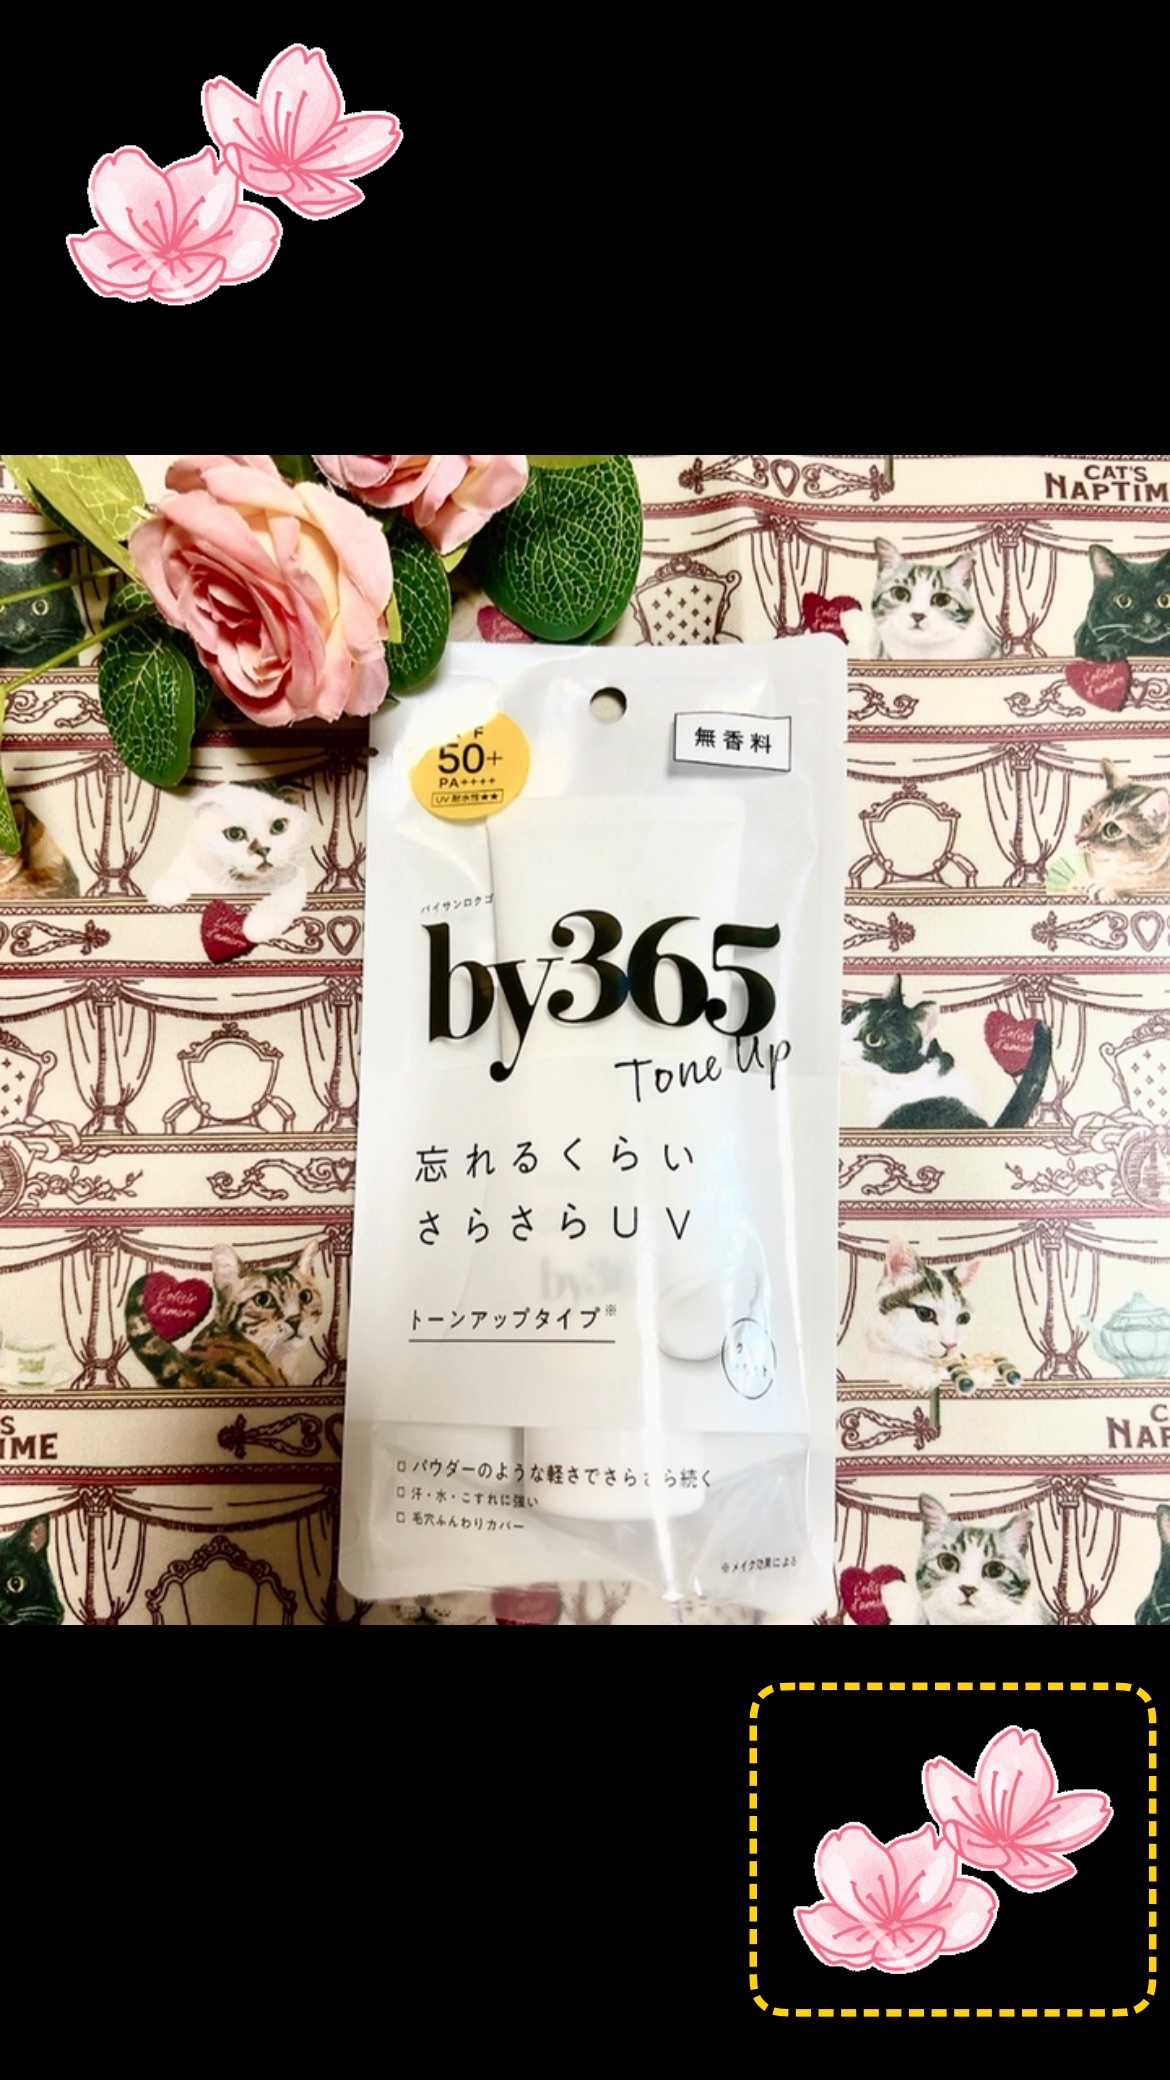 CAT'S
50+
PA++++
UV 耐水性★★
無香料
バイサンロクゴ
by365
Tone Up
忘れるくらい
さらさらUV
トーンアップタイプ※
パウダーのような軽さでさらさら続く
汗・水・こすれに強い
毛穴ふんわりカバー
※メイク効果による